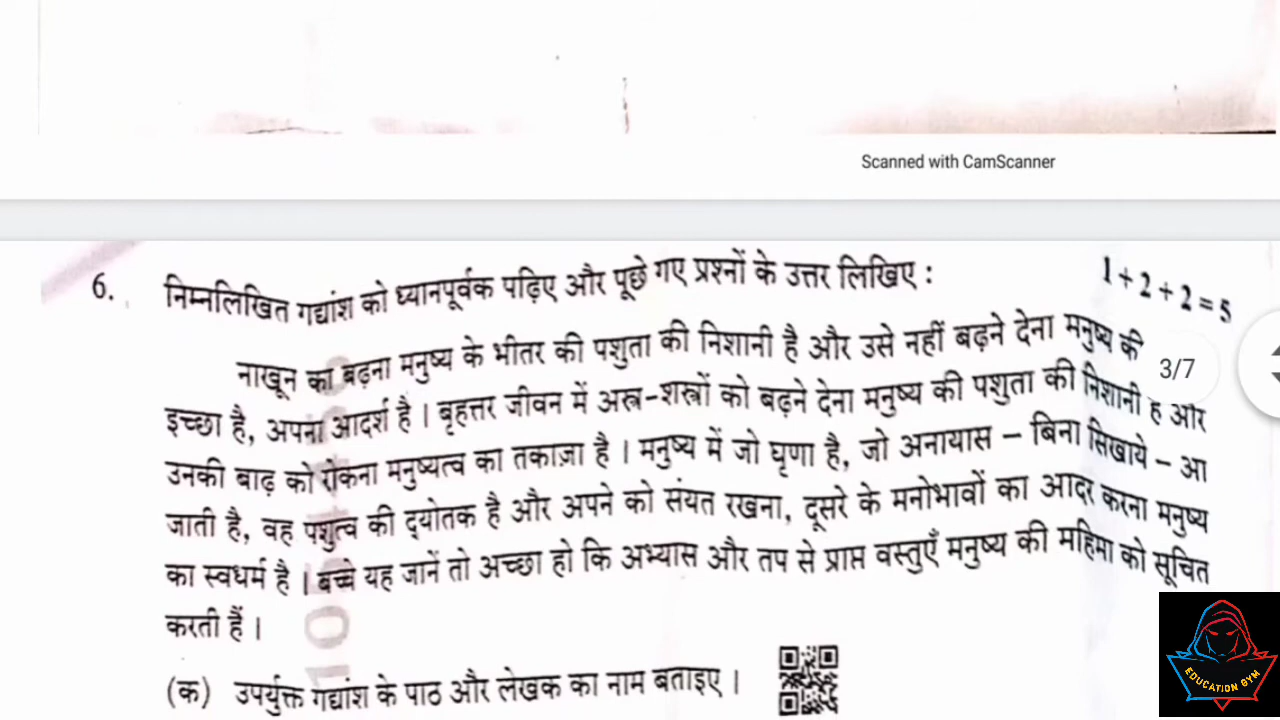 Scanned with CamScanner
6. निम्नलिखित गद्यांश को ध्यानपूर्वक पढ़िए और पूछे गए प्रश्नों के उत्तर लिखिए : 1+2+2=5
नाखून का बढ़ना मनुष्य के भीतर की पशुता की निशानी है और उसे नहीं बढ़ने देना मनुष्य की
3/7
इच्छा है, अपना आदर्श है । बृहत्तर जीवन में अस्त्र-शस्त्रों को बढ़ने देना मनुष्य की पशुता की निशानी ह और
उनकी बाढ़ को रोकना मनुष्यत्व का तकाज़ा है । मनुष्य में जो घृणा है, जो अनायास – बिना सिखाये – आ
जाती है, वह पशुत्व की द्योतक है और अपने को संयत रखना, दूसरे के मनोभावों का आदर करना मनुष्य
का स्वधर्म है । बच्चे यह जानें तो अच्छा हो कि अभ्यास और तप से प्राप्त वस्तुएँ मनुष्य की महिमा को सूचित
करती हैं ।
(क) उपर्युक्त गद्यांश के पाठ और लेखक का नाम बताइए ।
EDUCATION GYM